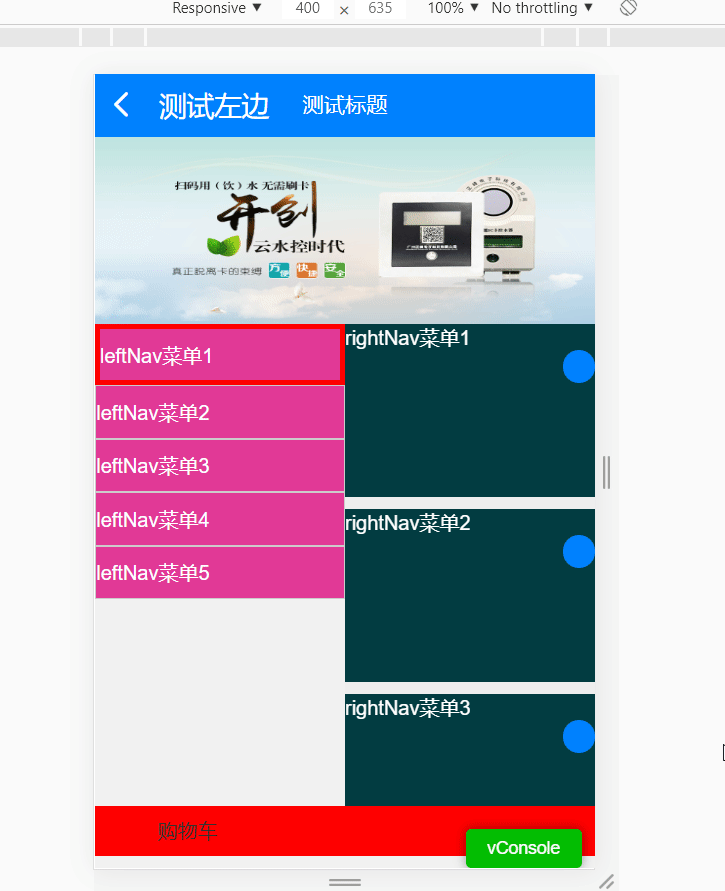 Responsive ▼ 400 × 635 100% ▼ No throttling ▼
测试左边 测试标题
扫码用（饮）水 无需刷卡
开创
云水控时代
真正脱离卡的束缚 方便 快捷 安全
leftNav菜单1
leftNav菜单2
leftNav菜单3
leftNav菜单4
leftNav菜单5
rightNav菜单1
rightNav菜单2
rightNav菜单3
购物车
vConsole